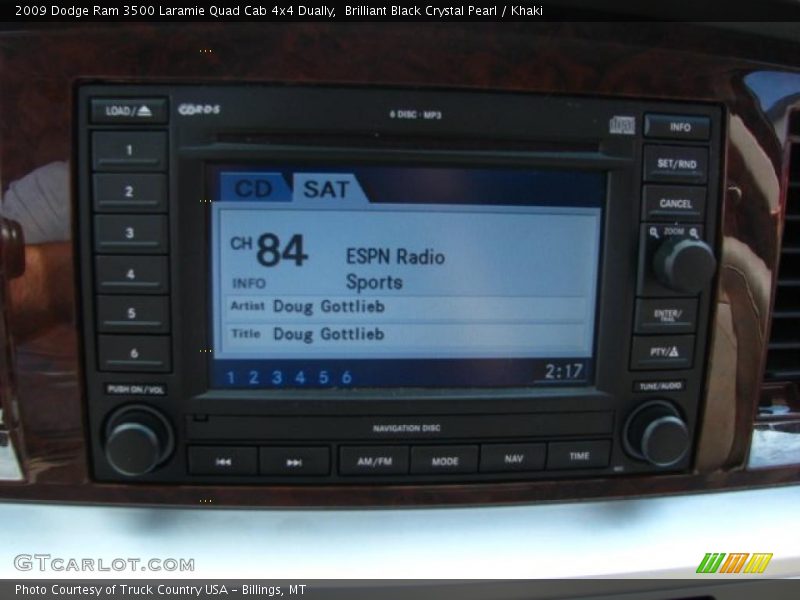 2009 Dodge Ram 3500 Laramie Quad Cab 4x4 Dually,  Brilliant Black Crystal Pearl / Khaki
LOAD/
6 DISC : MP3
INFO
1
2
3
4
5
6
SET/RND
CANCEL
ZOOM
ENTER/
PTY/
CD SAT
CH 84 ESPN Radio
INFO Sports
Artist Doug Gottlieb
Title Doug Gottlieb
1 2 3 4 5 6 2:17
PUSH ON/VOL
TUNE/AUDIO
NAVIGATION DISC
AM/FM MODE NAV TIME
GTCARLOT.COM
Photo Courtesy of Truck Country USA - Billings, MT